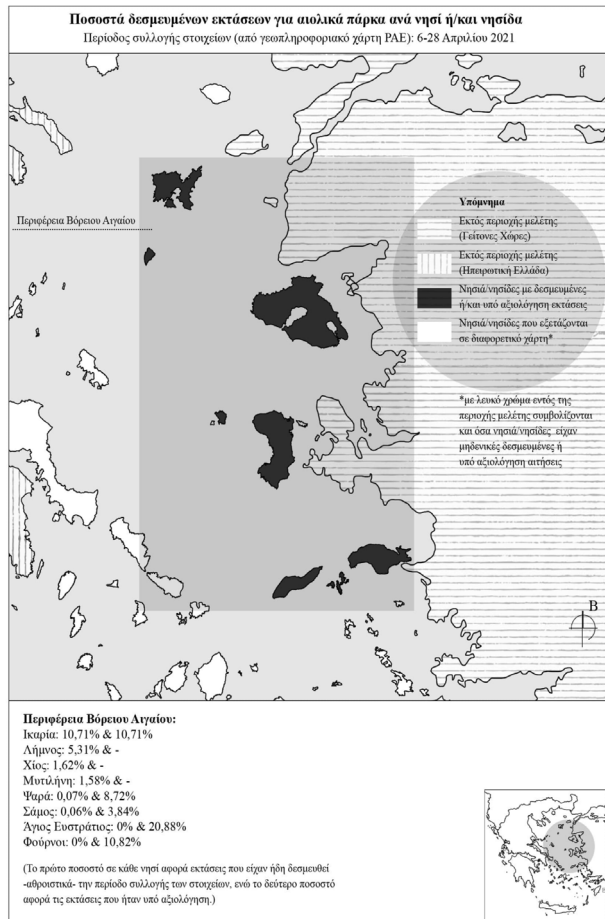 Ποσοστά δεσμευμένων εκτάσεων για αιολικά πάρκα ανά νησί ή/και νησίδα
Περίοδος συλλογής στοιχείων (από γεωπληροφοριακό χάρτη ΡΑΕ): 6-28 Απριλίου 2021
Περιφέρεια Βόρειου Αιγαίου
Υπόμνημα
Εκτός περιοχής μελέτης
(Γείτονες Χώρες)
Εκτός περιοχής μελέτης
(Ηπειρωτική Ελλάδα)
Νησιά/νησίδες με δεσμευμένες
ή/και υπό αξιολόγηση εκτάσεις
Νησιά/νησίδες που εξετάζονται
σε διαφορετικό χάρτη*
*με λευκό χρώμα εντός της
περιοχής μελέτης συμβολίζονται
και όσα νησιά/νησίδες είχαν
μηδενικές δεσμευμένες ή
υπό αξιολόγηση αιτήσεις
Β
Περιφέρεια Βόρειου Αιγαίου:
Ικαρία: 10,71% & 10,71%
Λήμνος: 5,31% & -
Χίος: 1,62% & -
Μυτιλήνη: 1,58% & -
Ψαρά: 0,07% & 8,72%
Σάμος: 0,06% & 3,84%
Άγιος Ευστράτιος: 0% & 20,88%
Φούρνοι: 0% & 10,82%
(Το πρώτο ποσοστό σε κάθε νησί αφορά εκτάσεις που είχαν ήδη δεσμευθεί
-αθροιστικά- την περίοδο συλλογής των στοιχείων, ενώ το δεύτερο ποσοστό
αφορά τις εκτάσεις που ήταν υπό αξιολόγηση.)